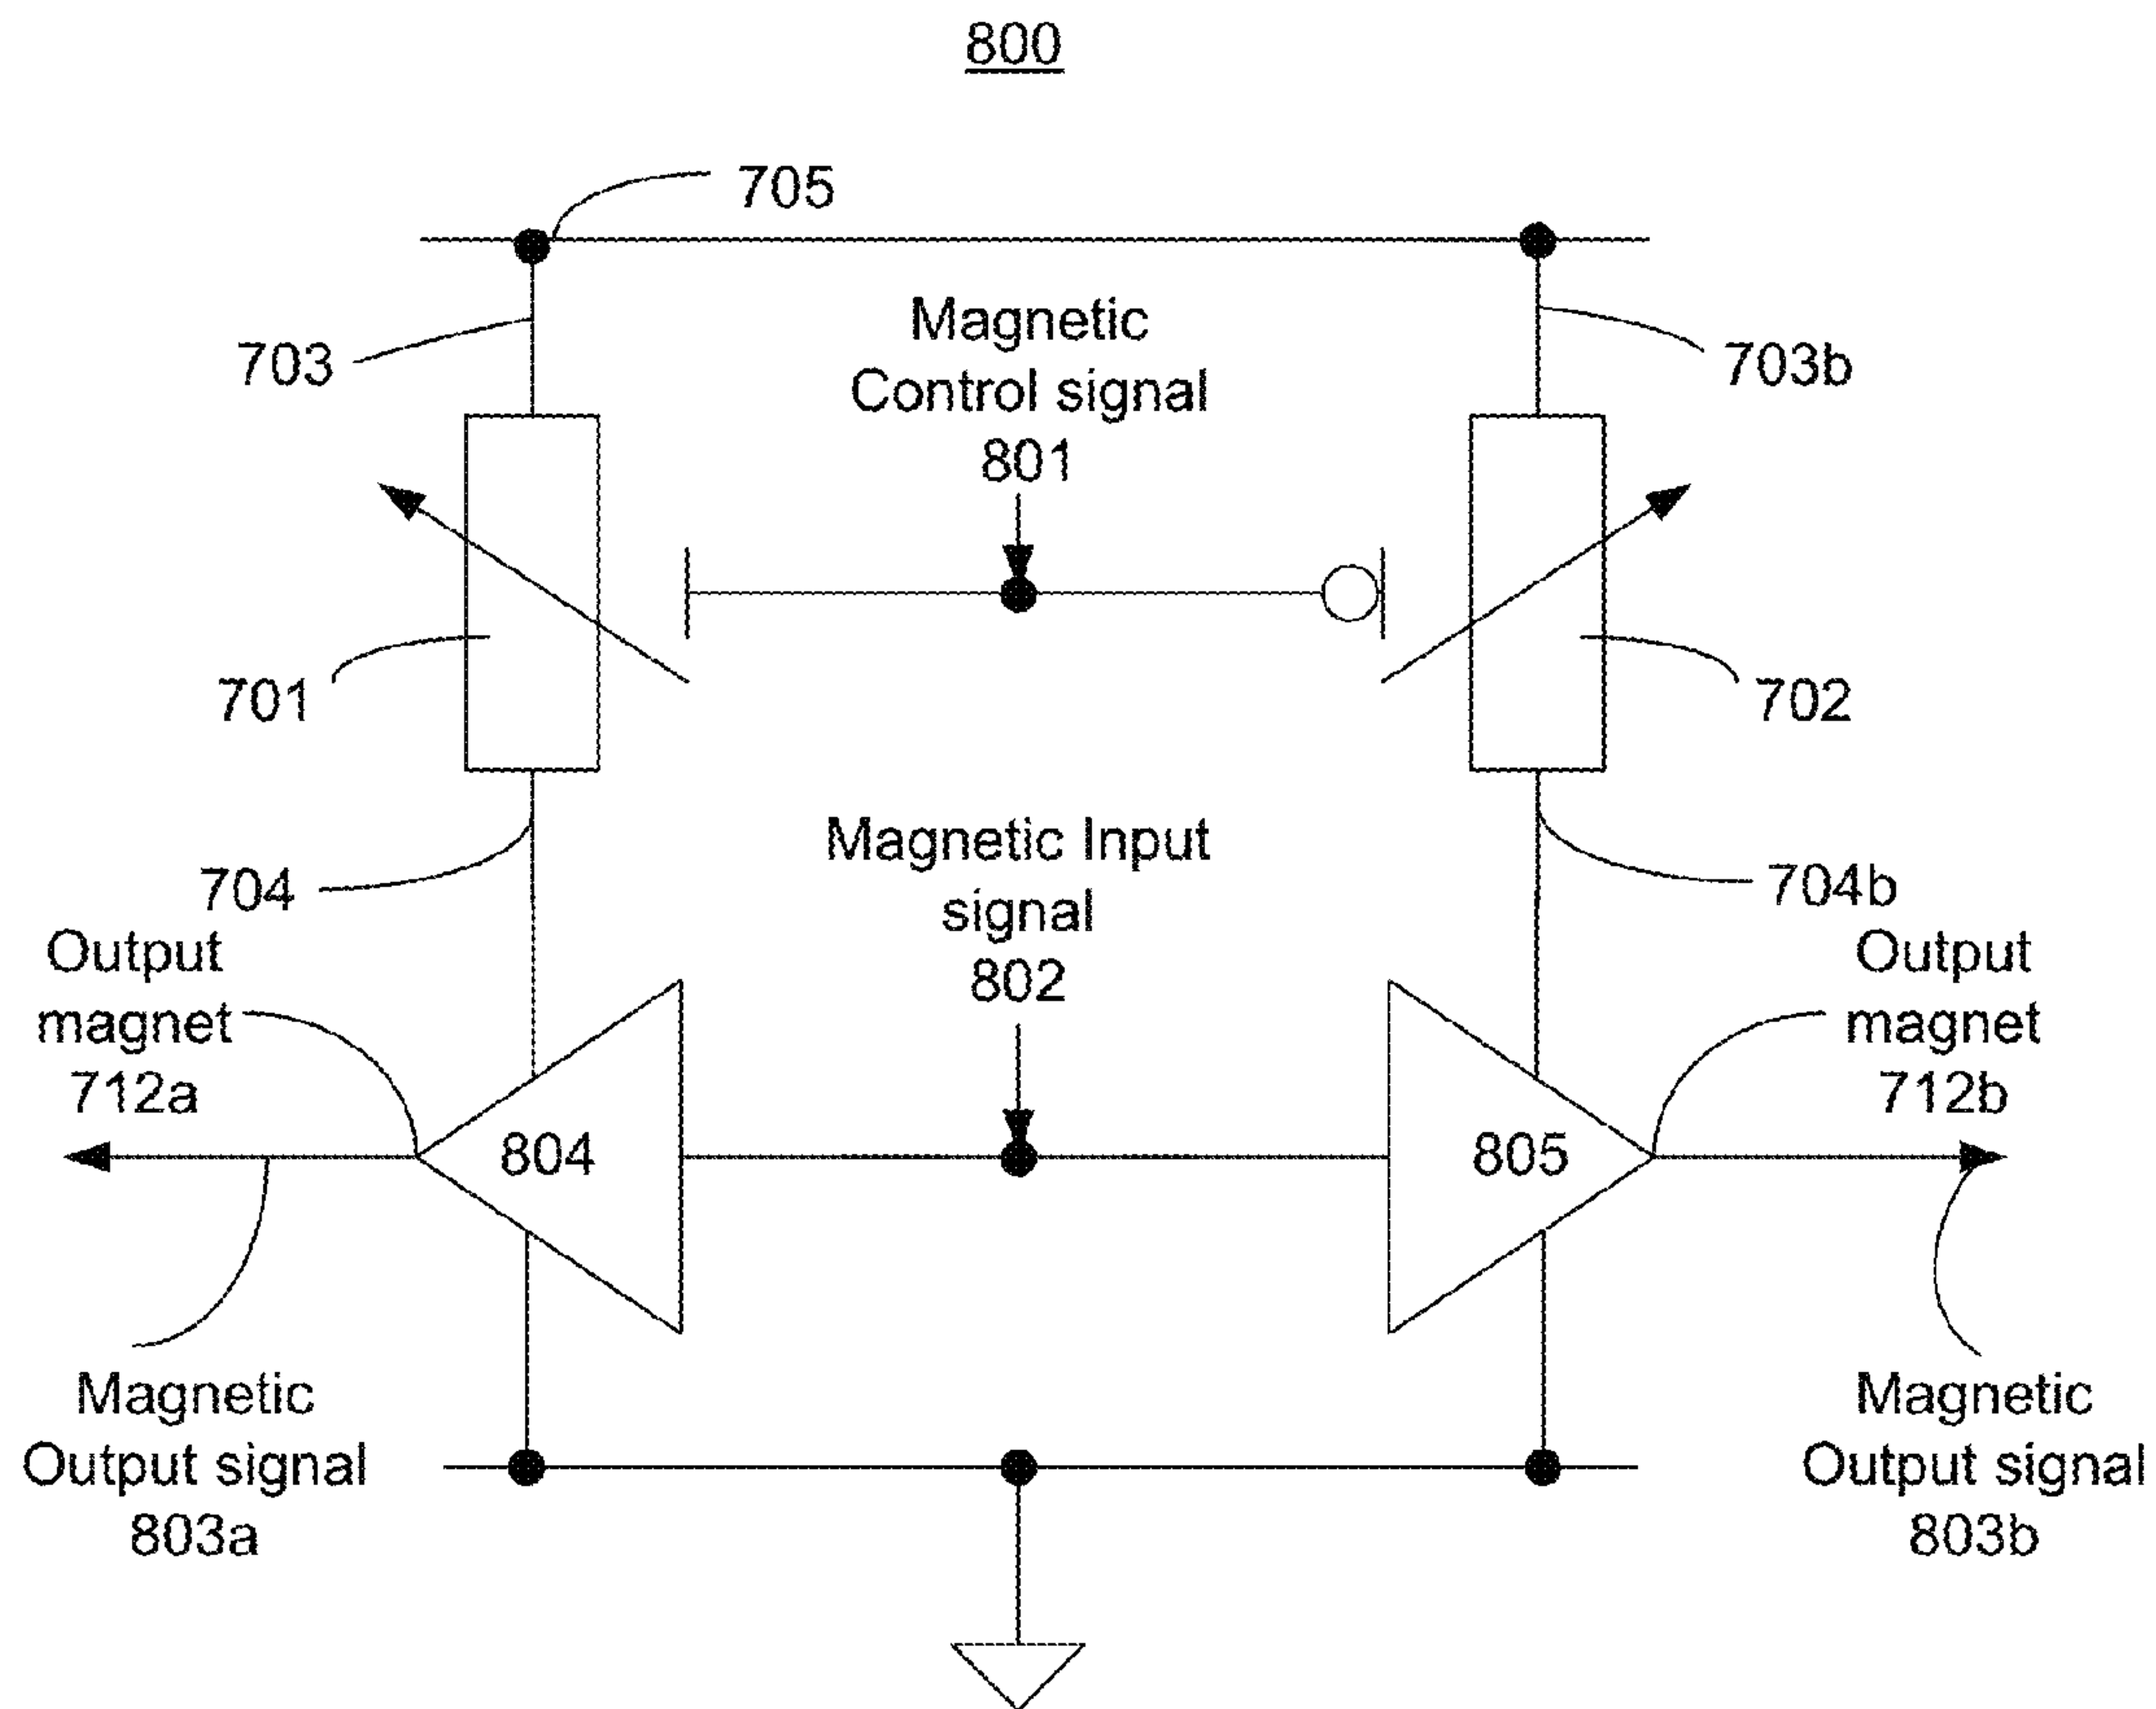 800
705
703
Magnetic
Control signal
801
703b
701
702
704
Magnetic Input
signal
802
704b
Output
magnet
712a
Output
magnet
712b
804
805
Magnetic
Output signal
803a
Magnetic
Output signal
803b